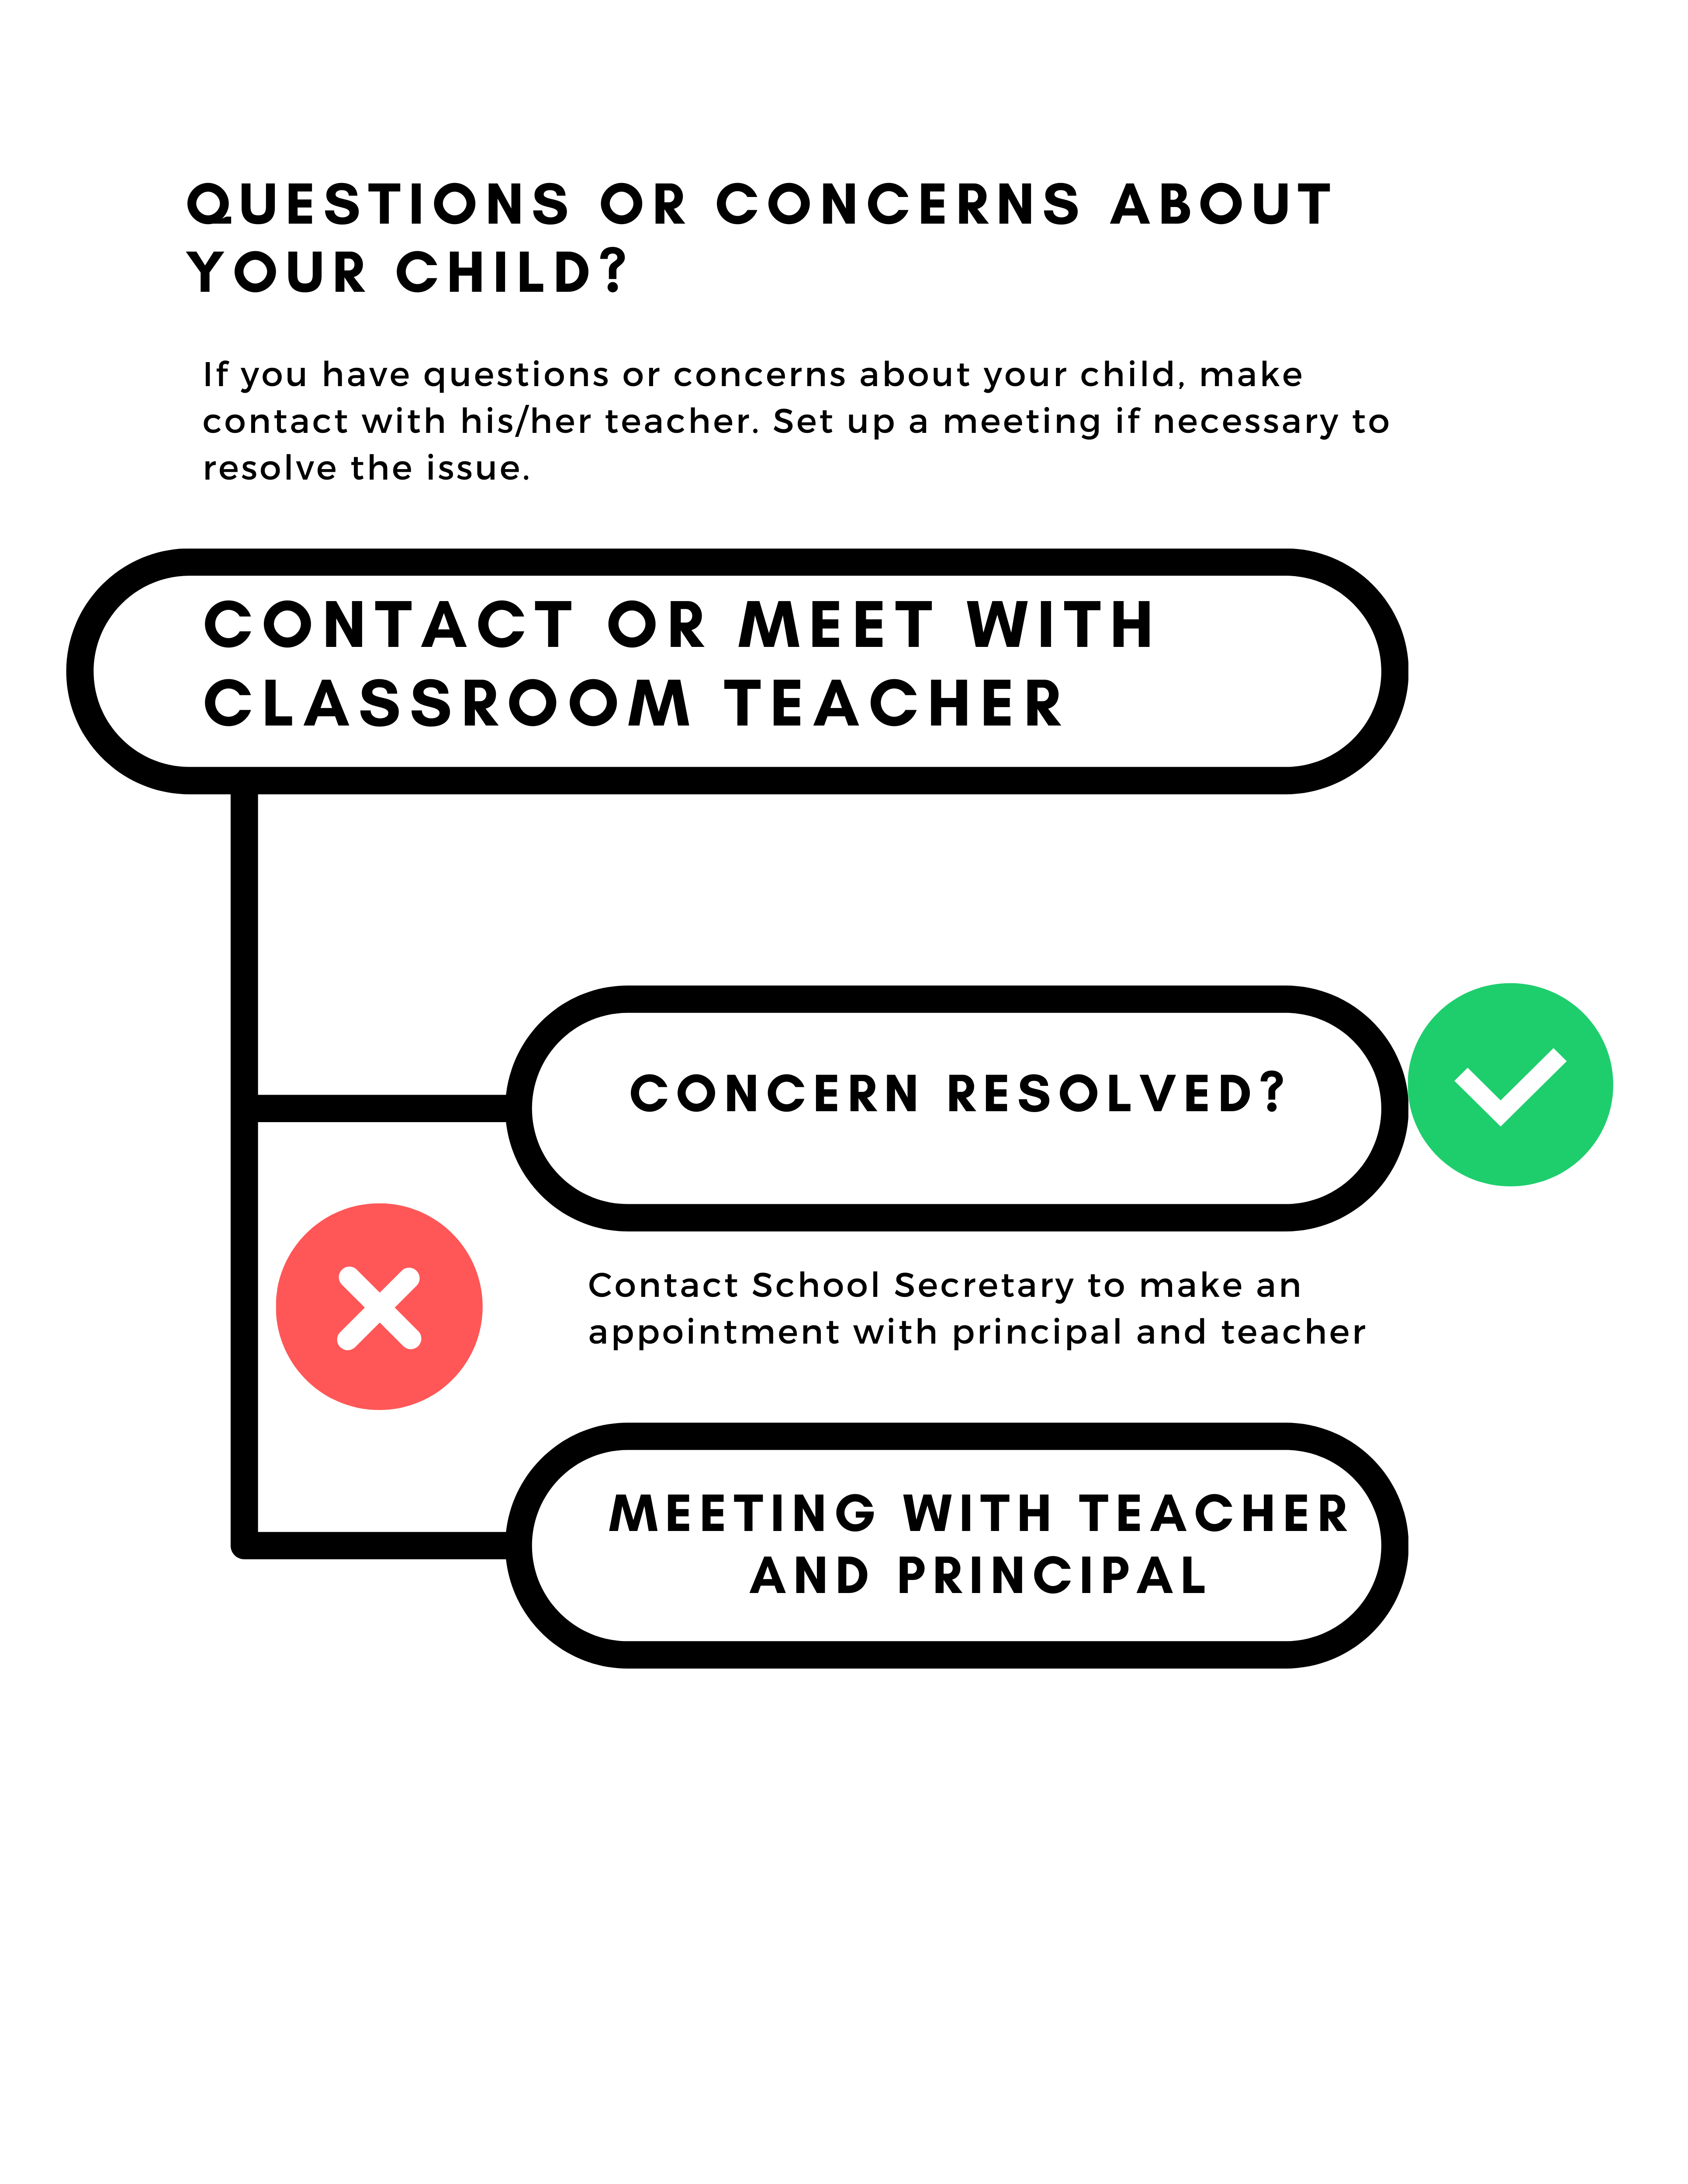 QUESTIONS OR CONCERNS ABOUT
YOUR CHILD?
If you have questions or concerns about your child, make
contact with his/her teacher. Set up a meeting if necessary to
resolve the issue.
CONTACT OR MEET WITH
CLASSROOM TEACHER
CONCERN RESOLVED?
Contact School Secretary to make an
appointment with principal and teacher
MEETING WITH TEACHER
AND PRINCIPAL